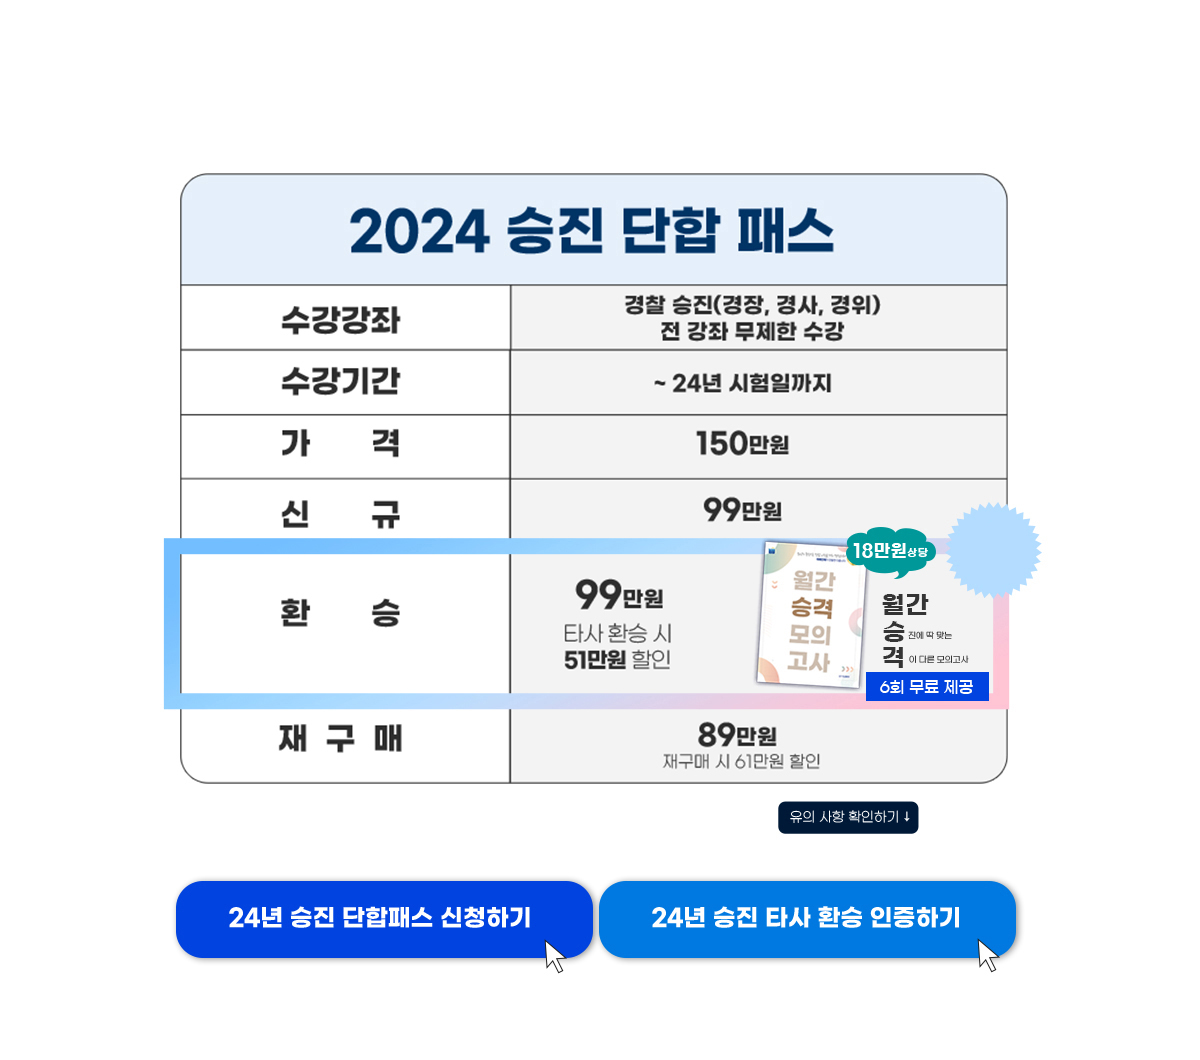 2024 승진 단합 패스
수강강좌
경찰 승진(경장, 경사, 경위)
전 강좌 무제한 수강
수강기간
~ 24년 시험일까지
가 격
150만원
신 규
99만원
환 승
99만원
타사 환승 시
51만원 할인
월간
승격
모의
고사
18만원상당
월간
승진에 딱 맞는
격이 다른 모의고사
6회 무료 제공
재 구 매
89만원
재구매 시 61만원 할인
유의 사항 확인하기 ↓
24년 승진 단합패스 신청하기
24년 승진 타사 환승 인증하기